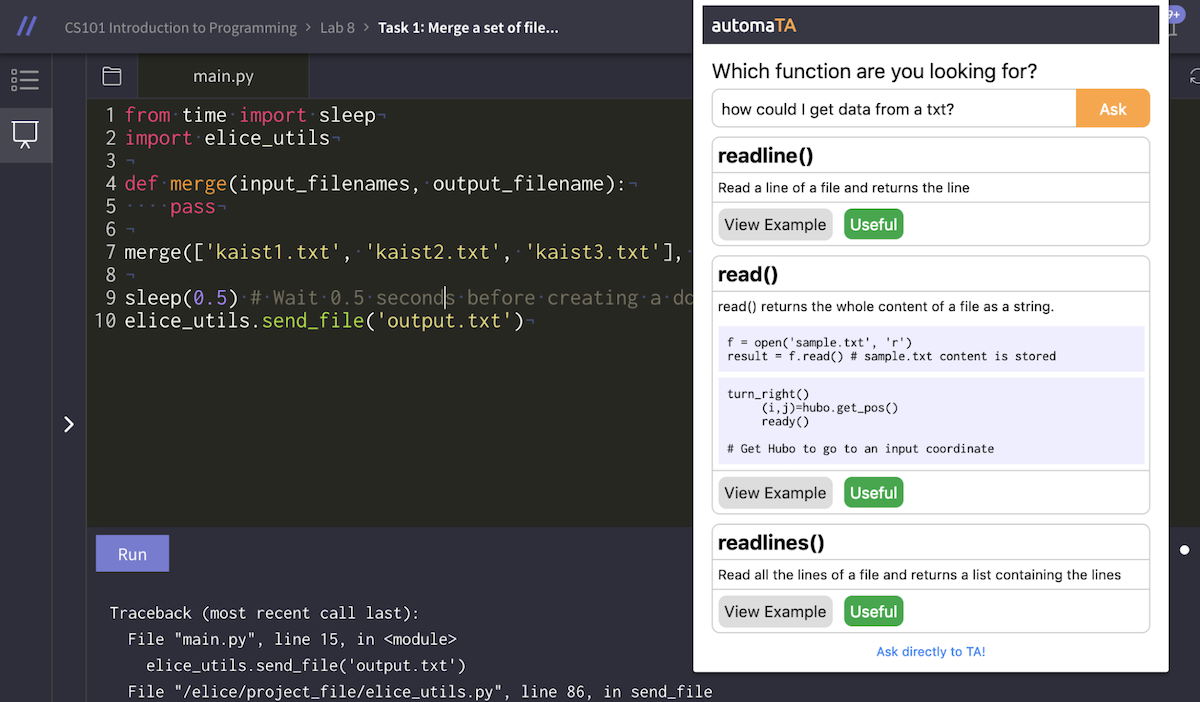 // CS101 Introduction to Programming > Lab 8 > Task 1: Merge a set of file...
main.py
1 from time import sleep
2 import elice_utils
3
4 def merge(input_filenames, output_filename):
5     pass
6
7 merge(['kaist1.txt', 'kaist2.txt', 'kaist3.txt'],
8
9 sleep(0.5) # Wait 0.5 seconds before creating a do
10 elice_utils.send_file('output.txt')
Run
Traceback (most recent call last):
  File "main.py", line 15, in <module>
    elice_utils.send_file('output.txt')
  File "/elice/project_file/elice_utils.py", line 86, in send_file
automaTA
Which function are you looking for?
how could I get data from a txt? Ask
readline()
Read a line of a file and returns the line
View Example Useful
read()
read() returns the whole content of a file as a string.
f = open('sample.txt', 'r')
result = f.read() # sample.txt content is stored
turn_right()
     (i,j)=hubo.get_pos()
     ready()
# Get Hubo to go to an input coordinate
View Example Useful
readlines()
Read all the lines of a file and returns a list containing the lines
View Example Useful
Ask directly to TA!